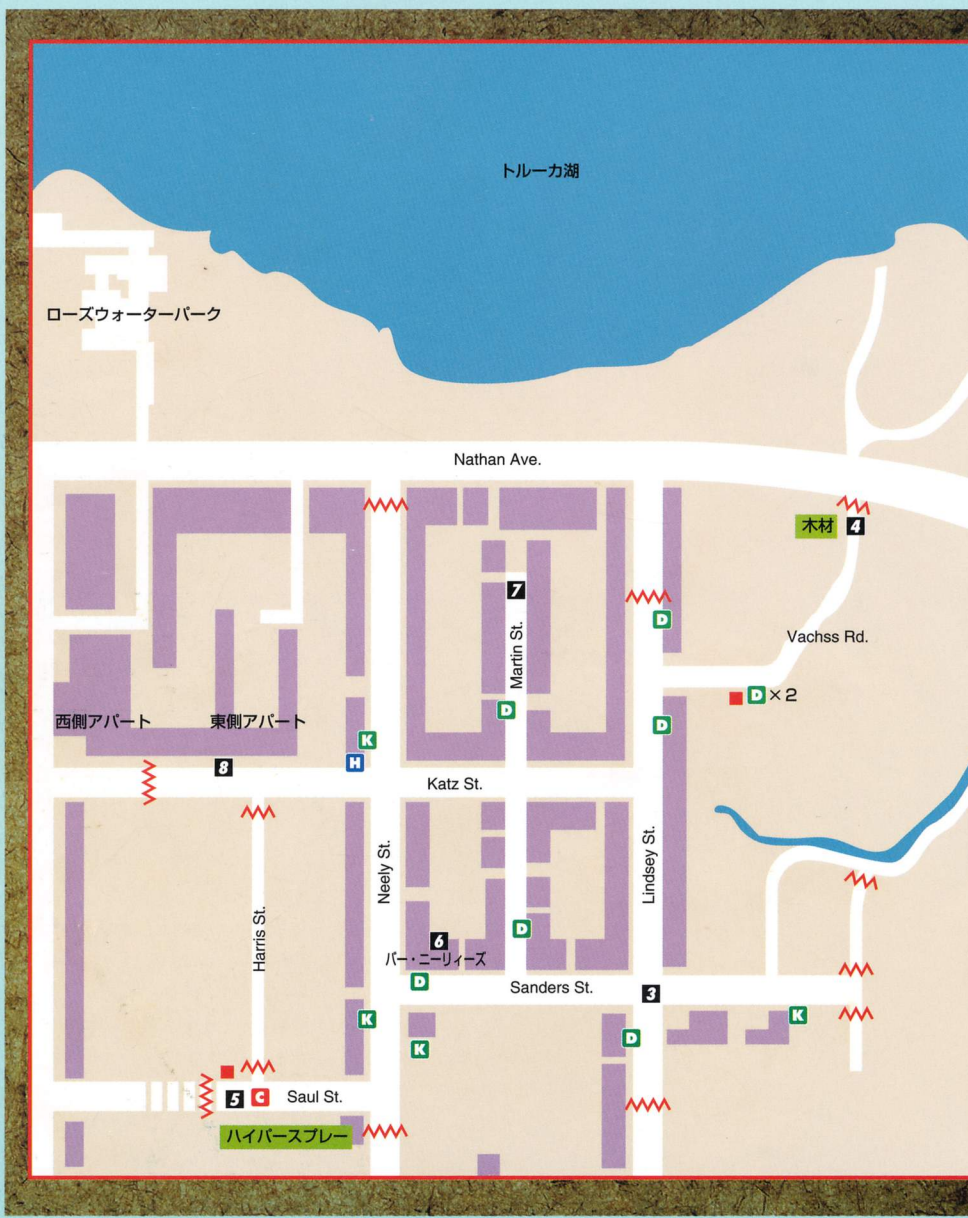 トルーカ湖
ローズウォーターパーク
Nathan Ave.
木材 4
7
D
Vachss Rd.
Martin St.
D ×2
西側アパート
東側アパート
D
D
K
H
8
Katz St.
Neely St.
Lindsey St.
Harris St.
D
6
バー・ニーリィーズ
D
Sanders St.
3
K
K
D
K
5 C Saul St.
ハイパースプレー